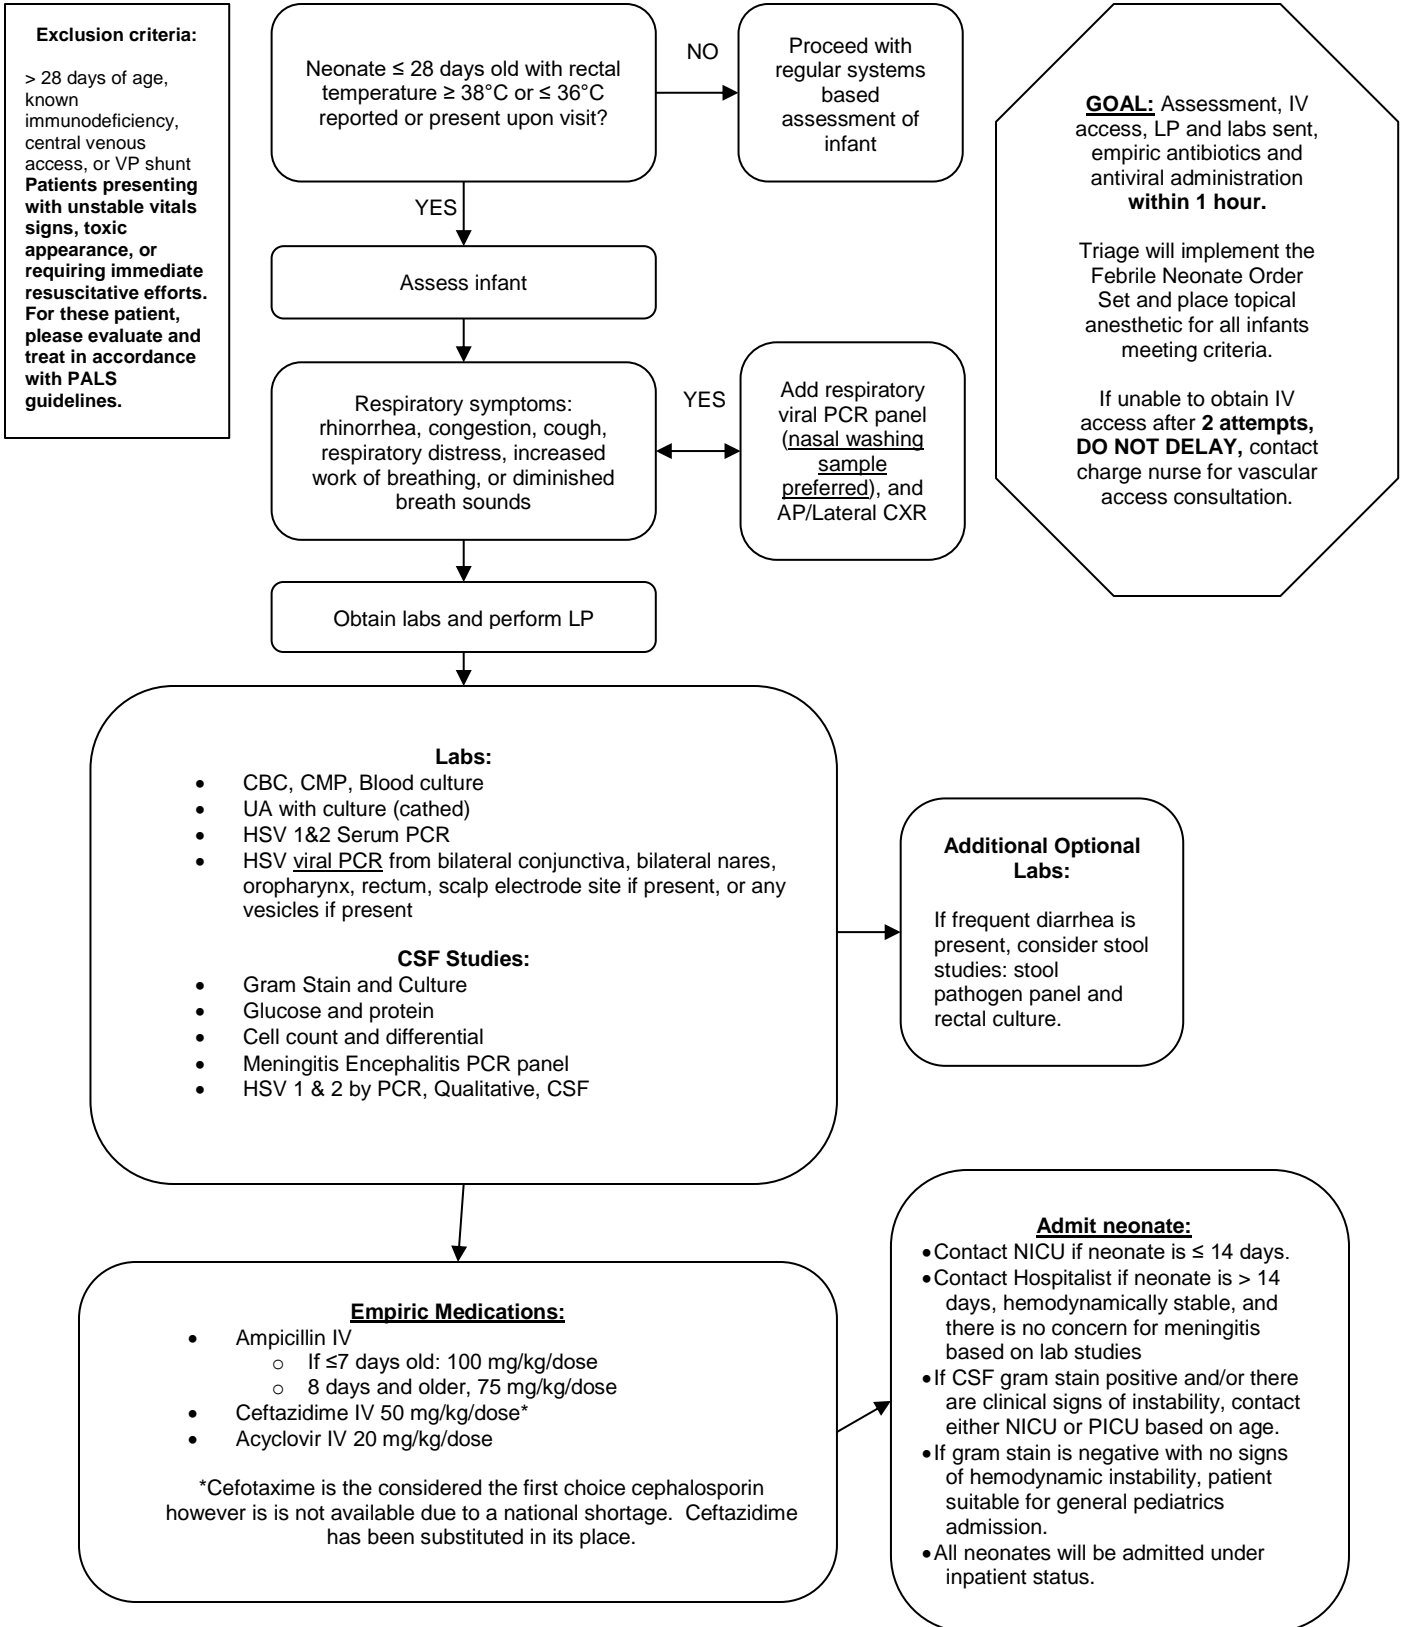 Exclusion criteria:
> 28 days of age,
known
immunodeficiency,
central venous
access, or VP shunt
Patients presenting
with unstable vitals
signs, toxic
appearance, or
requiring immediate
resuscitative efforts.
For these patient,
please evaluate and
treat in accordance
with PALS
guidelines.
Neonate ≤ 28 days old with rectal
temperature ≥ 38°C or ≤ 36°C
reported or present upon visit?
NO
Proceed with
regular systems
based
assessment of
infant
GOAL: Assessment, IV
access, LP and labs sent,
empiric antibiotics and
antiviral administration
within 1 hour.
Triage will implement the
Febrile Neonate Order
Set and place topical
anesthetic for all infants
meeting criteria.
If unable to obtain IV
access after 2 attempts,
DO NOT DELAY, contact
charge nurse for vascular
access consultation.
YES
Assess infant
Respiratory symptoms:
rhinorrhea, congestion, cough,
respiratory distress, increased
work of breathing, or diminished
breath sounds
YES
Add respiratory
viral PCR panel
(nasal washing
sample
preferred), and
AP/Lateral CXR
Obtain labs and perform LP
Labs:
• CBC, CMP, Blood culture
• UA with culture (cathed)
• HSV 1&2 Serum PCR
• HSV viral PCR from bilateral conjunctiva, bilateral nares,
oropharynx, rectum, scalp electrode site if present, or any
vesicles if present
CSF Studies:
• Gram Stain and Culture
• Glucose and protein
• Cell count and differential
• Meningitis Encephalitis PCR panel
• HSV 1 & 2 by PCR, Qualitative, CSF
Additional Optional
Labs:
If frequent diarrhea is
present, consider stool
studies: stool
pathogen panel and
rectal culture.
Empiric Medications:
• Ampicillin IV
o If ≤7 days old: 100 mg/kg/dose
o 8 days and older, 75 mg/kg/dose
• Ceftazidime IV 50 mg/kg/dose*
• Acyclovir IV 20 mg/kg/dose
*Cefotaxime is the considered the first choice cephalosporin
however is is not available due to a national shortage. Ceftazidime
has been substituted in its place.
Admit neonate:
•Contact NICU if neonate is ≤ 14 days.
•Contact Hospitalist if neonate is > 14
days, hemodynamically stable, and
there is no concern for meningitis
based on lab studies
•If CSF gram stain positive and/or there
are clinical signs of instability, contact
either NICU or PICU based on age.
•If gram stain is negative with no signs
of hemodynamic instability, patient
suitable for general pediatrics
admission.
•All neonates will be admitted under
inpatient status.